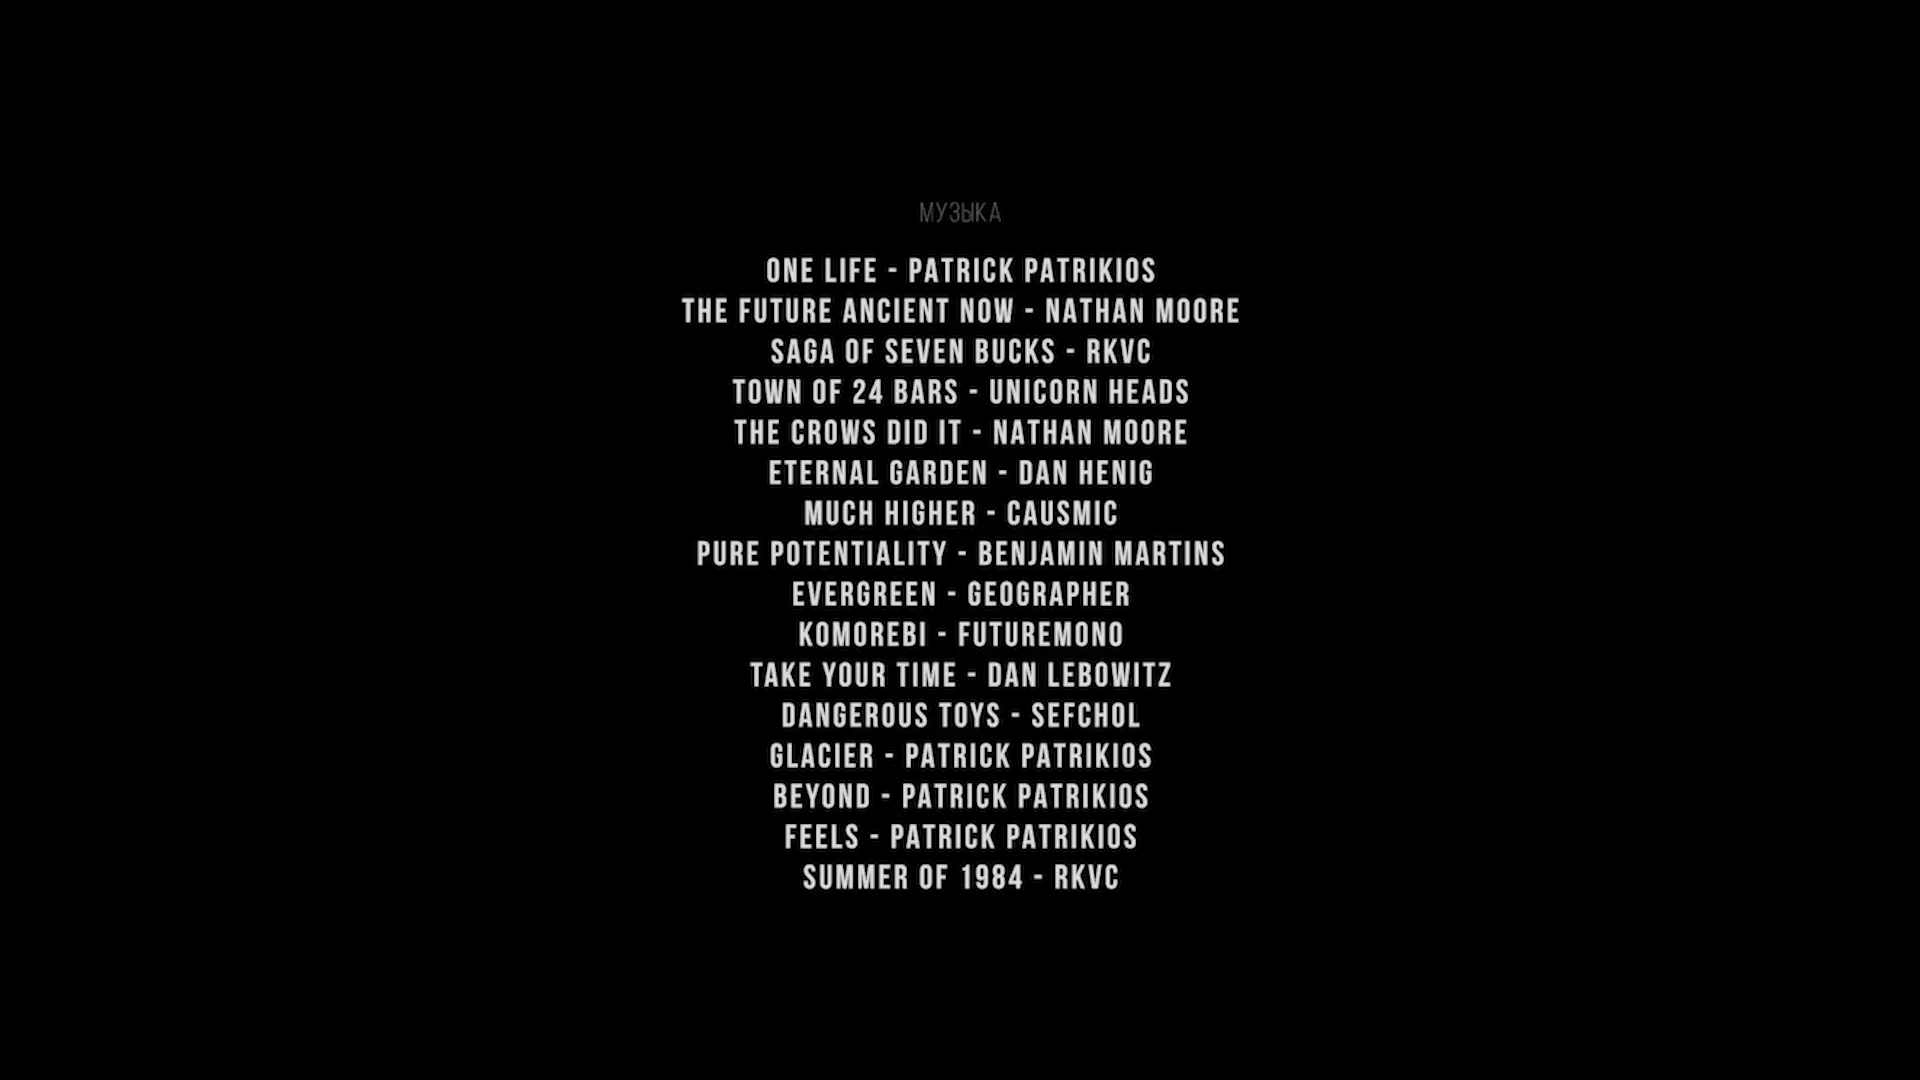 МУЗЫКА
ONE LIFE - PATRICK PATRIKIOS
THE FUTURE ANCIENT NOW - NATHAN MOORE
SAGA OF SEVEN BUCKS - RKVC
TOWN OF 24 BARS - UNICORN HEADS
THE CROWS DID IT - NATHAN MOORE
ETERNAL GARDEN - DAN HENIG
MUCH HIGHER - CAUSMIC
PURE POTENTIALITY - BENJAMIN MARTINS
EVERGREEN - GEOGRAPHER
KOMOREBI - FUTUREMONO
TAKE YOUR TIME - DAN LEBOWITZ
DANGEROUS TOYS - SEFCHOL
GLACIER - PATRICK PATRIKIOS
BEYOND - PATRICK PATRIKIOS
FEELS - PATRICK PATRIKIOS
SUMMER OF 1984 - RKVC